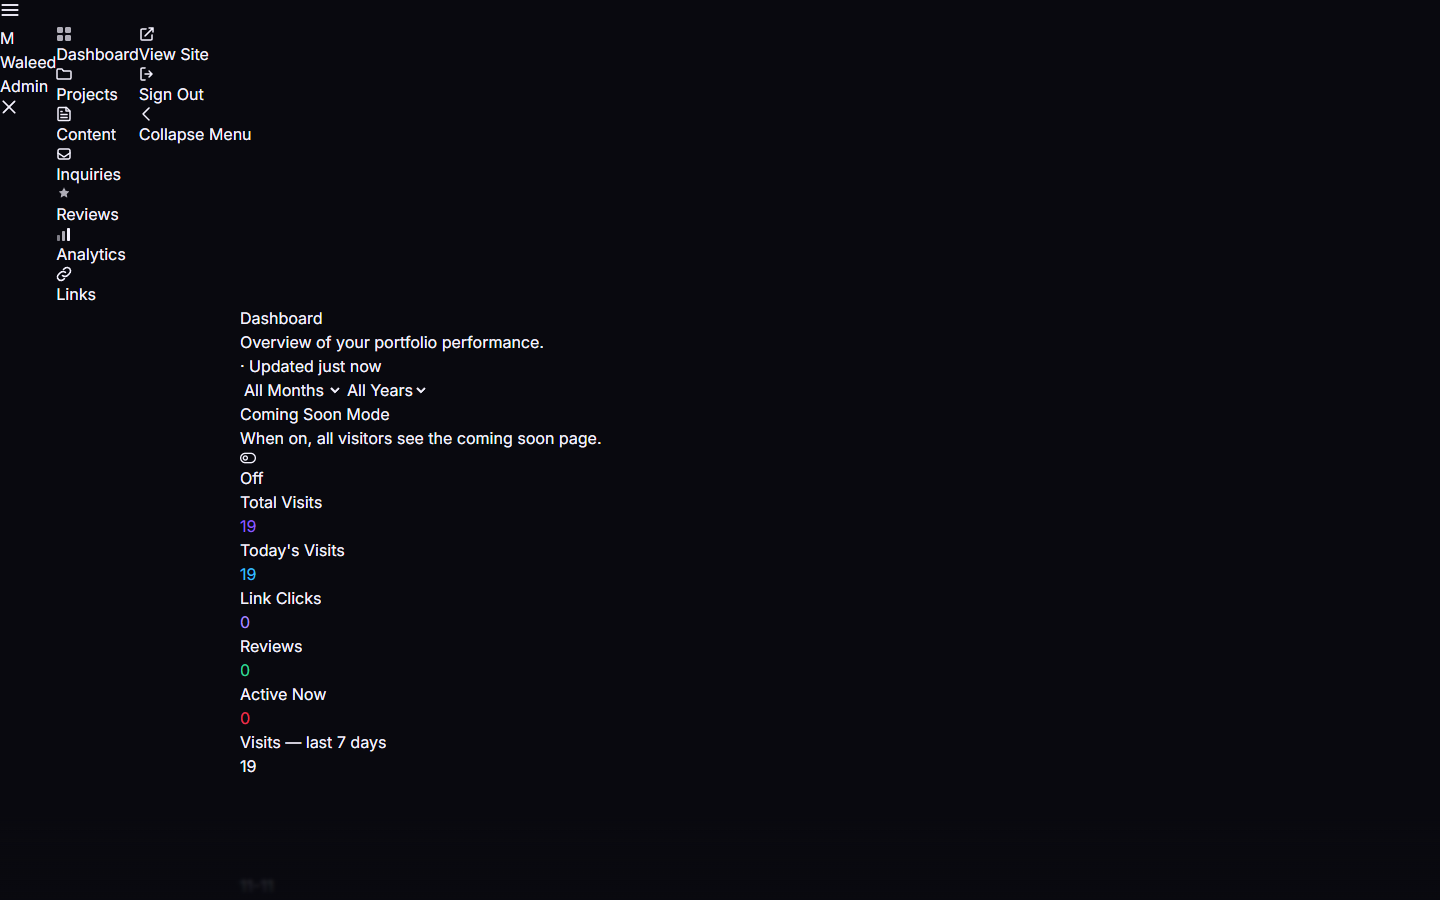 M
Waleed
Admin
Dashboard
Projects
Content
Inquiries
Reviews
Analytics
Links
View Site
Sign Out
Collapse Menu
Dashboard
Overview of your portfolio performance.
· Updated just now
All Months All Years
Coming Soon Mode
When on, all visitors see the coming soon page.
Off
Total Visits
19
Today's Visits
19
Link Clicks
0
Reviews
0
Active Now
0
Visits — last 7 days
19